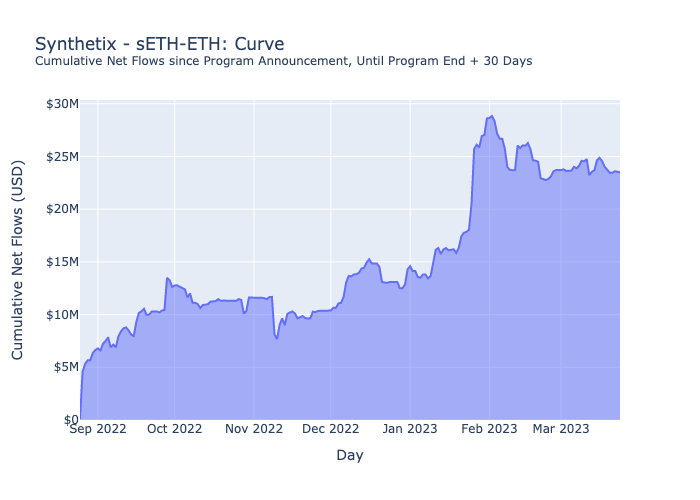 Synthetix - sETH-ETH: Curve
Cumulative Net Flows since Program Announcement, Until Program End + 30 Days
Cumulative Net Flows (USD)
$30M
$25M
$20M
$15M
$10M
$5M
$0
Sep 2022 Oct 2022 Nov 2022 Dec 2022 Jan 2023 Feb 2023 Mar 2023
Day